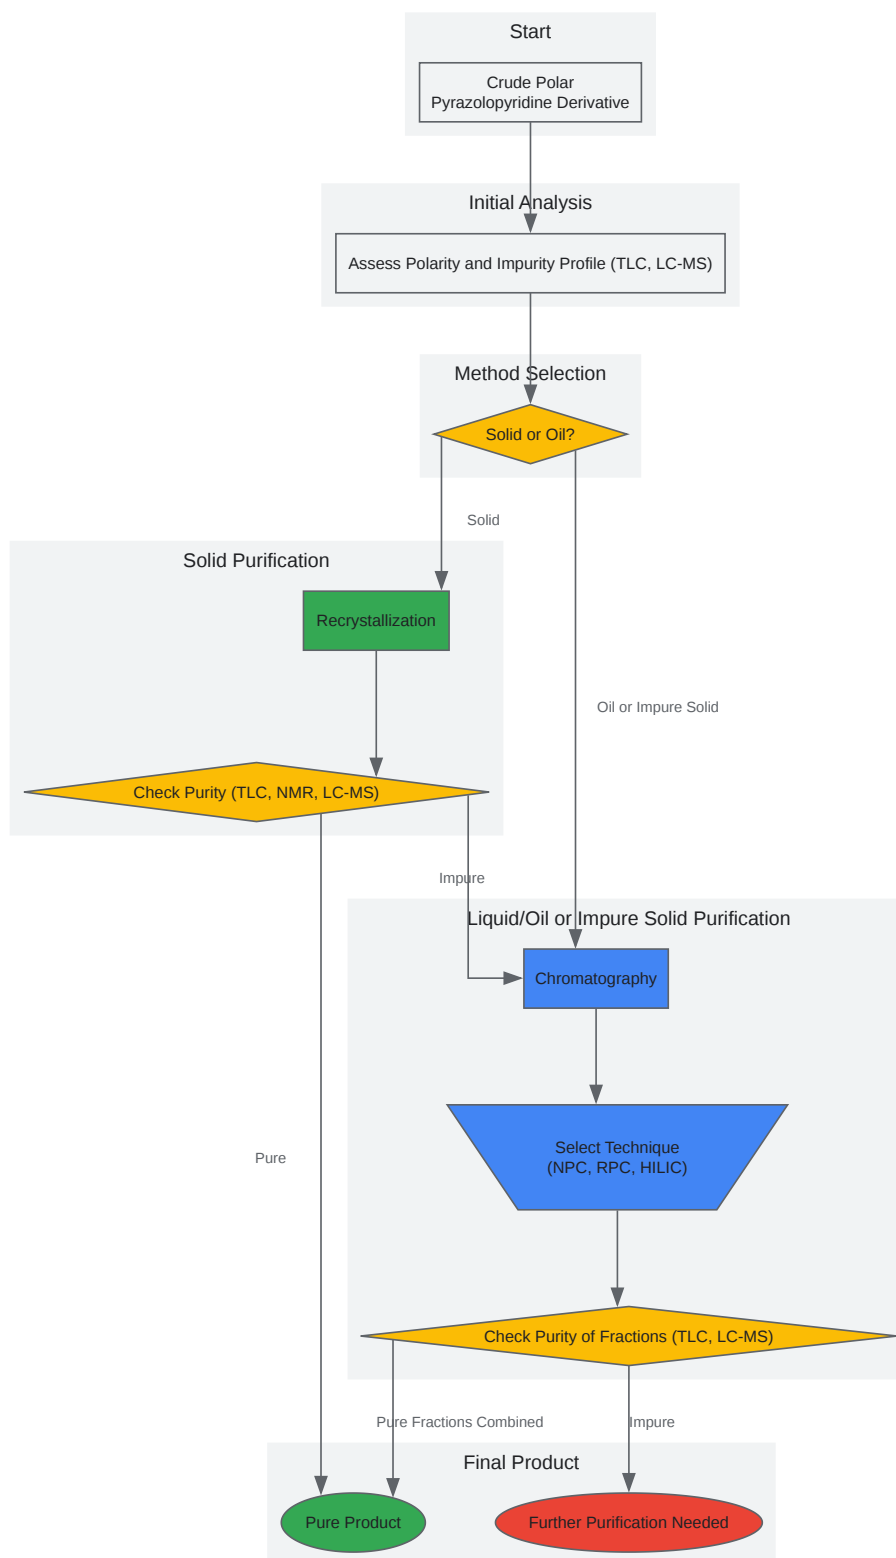 Start
Crude Polar
Pyrazolopyridine Derivative
Initial Analysis
Assess Polarity and Impurity Profile (TLC, LC-MS)
Method Selection
Solid or Oil?
Solid
Solid Purification
Recrystallization
Oil or Impure Solid
Check Purity (TLC, NMR, LC-MS)
Impure
Liquid/Oil or Impure Solid Purification
Chromatography
Select Technique
(NPC, RPC, HILIC)
Pure
Check Purity of Fractions (TLC, LC-MS)
Pure Fractions Combined
Impure
Final Product
Pure Product
Further Purification Needed